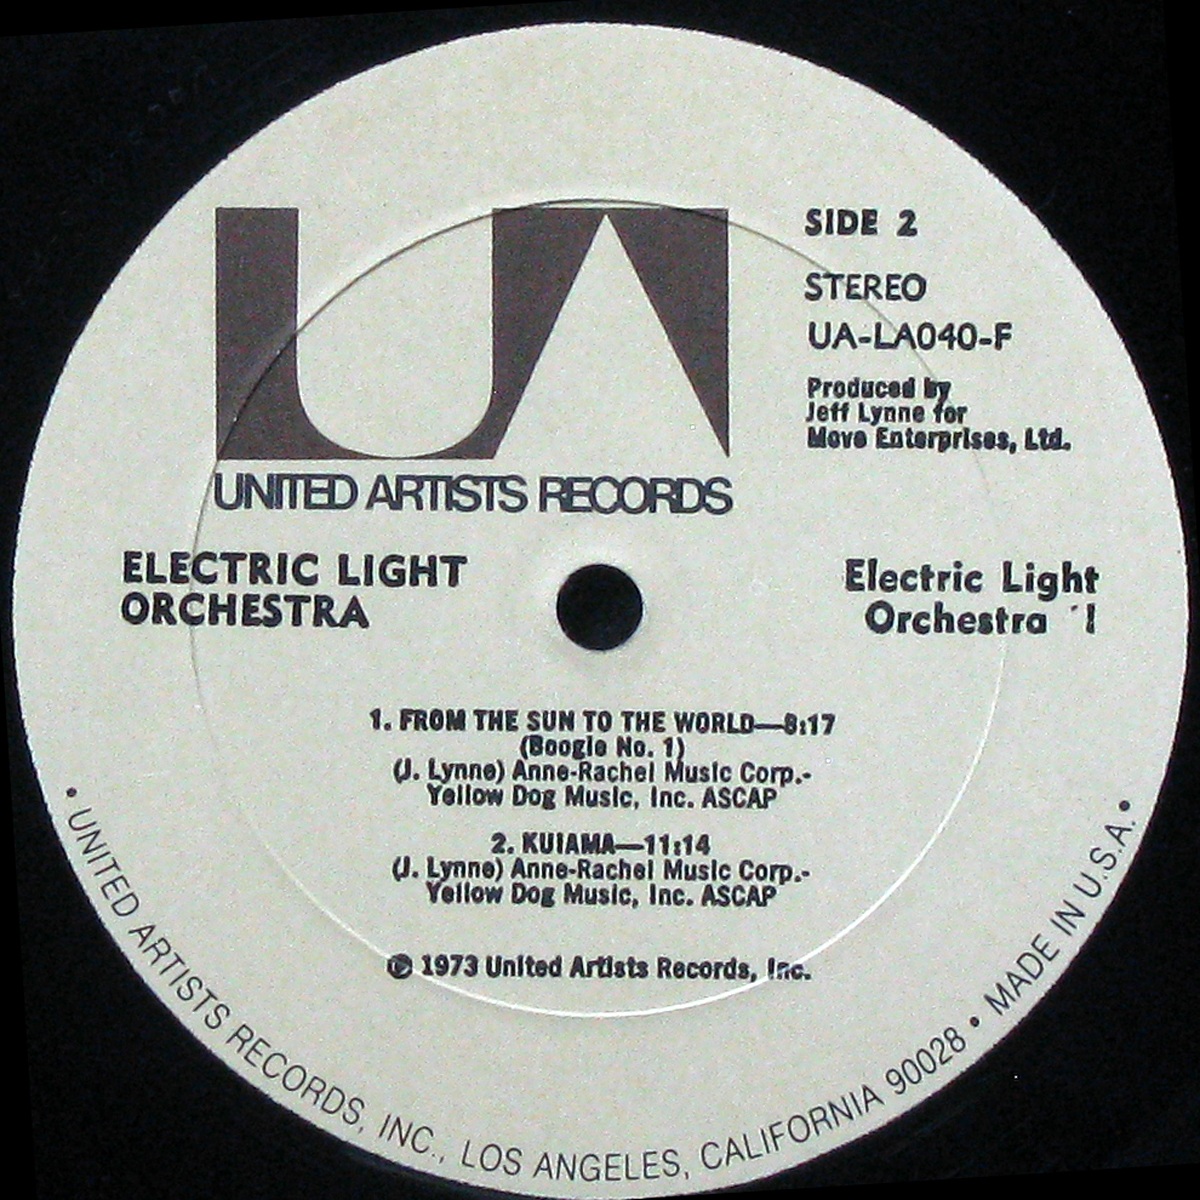 UA
UNITED ARTISTS RECORDS
SIDE 2
STEREO
UA-LA040-F
Produced by
Jeff Lynne for
Move Enterprises, Ltd.
ELECTRIC LIGHT
ORCHESTRA
Electric Light
Orchestra
1. FROM THE SUN TO THE WORLD—8:17
(Boogie No. 1)
(J. Lynne) Anne-Rachel Music Corp.-
Yellow Dog Music, Inc. ASCAP
2. KUIAMA—11:14
(J. Lynne) Anne-Rachel Music Corp.-
Yellow Dog Music, Inc. ASCAP
℗ 1973 United Artists Records, Inc.
• UNITED ARTISTS RECORDS, INC., LOS ANGELES, CALIFORNIA 90028 • MADE IN U.S.A. •